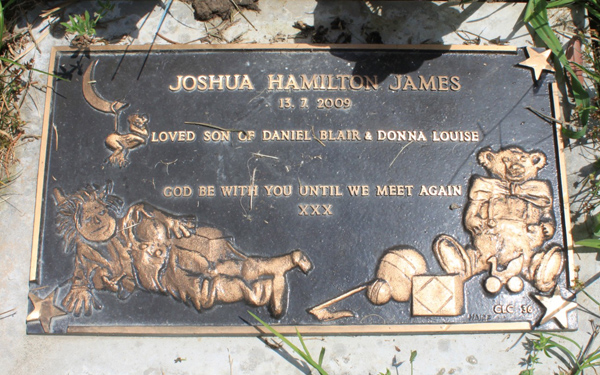 JOSHUA HAMILTON JAMES
13. 7. 2009
LOVED SON OF DANIEL BLAIR & DONNA LOUISE
GOD BE WITH YOU UNTIL WE MEET AGAIN
XXX
CLC 86